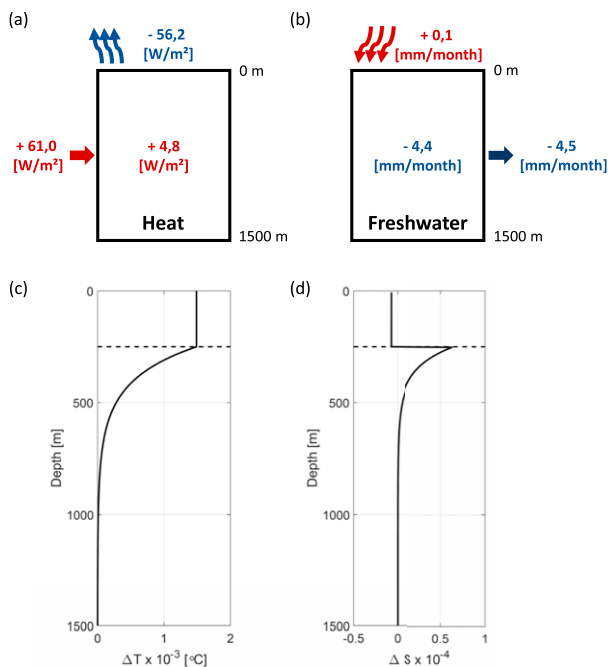 (a)
- 56,2
[W/m²]
0 m
+ 61,0
[W/m²]
+ 4,8
[W/m²]
Heat
1500 m
(b)
+ 0,1
[mm/month]
0 m
- 4,4
[mm/month]
- 4,5
[mm/month]
Freshwater
1500 m
(c)
0
500
1000
1500
Depth [m]
0 1 2
ΔT x 10⁻³ [°C]
(d)
0
500
1000
1500
Depth [m]
-0.5 0 0.5 1
Δ S x 10⁻⁴